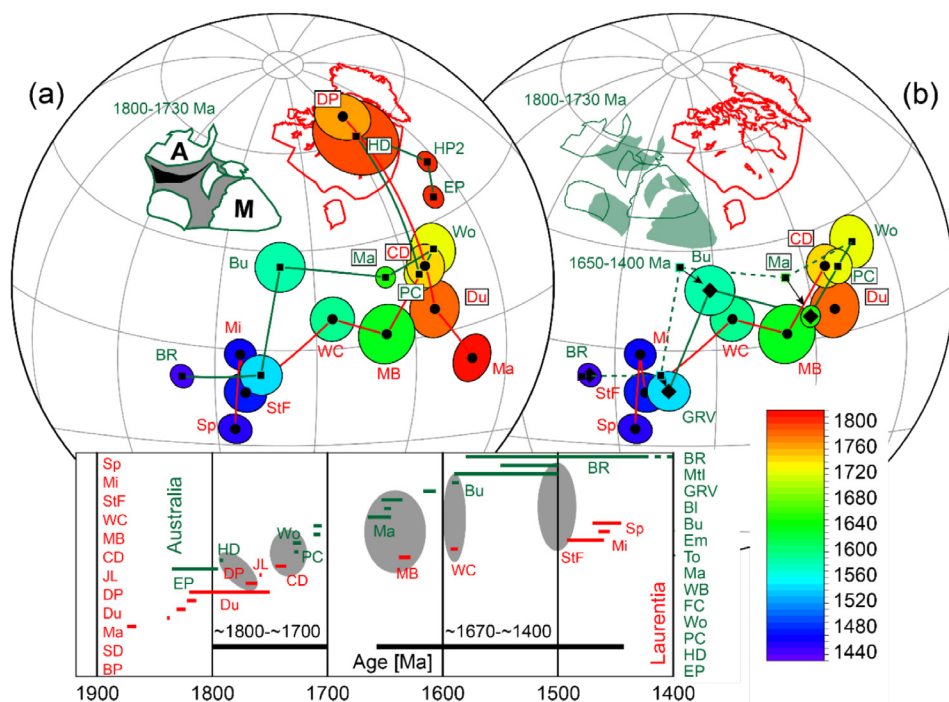 (a)
1800-1730 Ma
A
M
DP
HD
HP2
EP
Wo
CD
Ma
PC
Bu
Du
Mi
WC
MB
Ma
BR
StF
Sp
(b)
1800-1730 Ma
Bu
1650-1400 Ma
Ma
CD
Wo
PC
Du
Mi
WC
MB
BR
StF
Sp
GRV
1800
1760
1720
1680
1640
1600
1560
1520
1480
1440
Sp
Mi
StF
WC
MB
CD
JL
DP
Du
Ma
SD
BP
Australia
HD
EP
DP
JL
Du
Wo
PC
CD
Ma
MB
Bu
WC
BR
StF
Sp
Mi
~1800-~1700
~1670-~1400
Age [Ma]
Laurentia
BR
Mtl
GRV
Bl
Bu
Em
To
Ma
WB
FC
Wo
PC
HD
EP
1900
1800
1700
1600
1500
1400